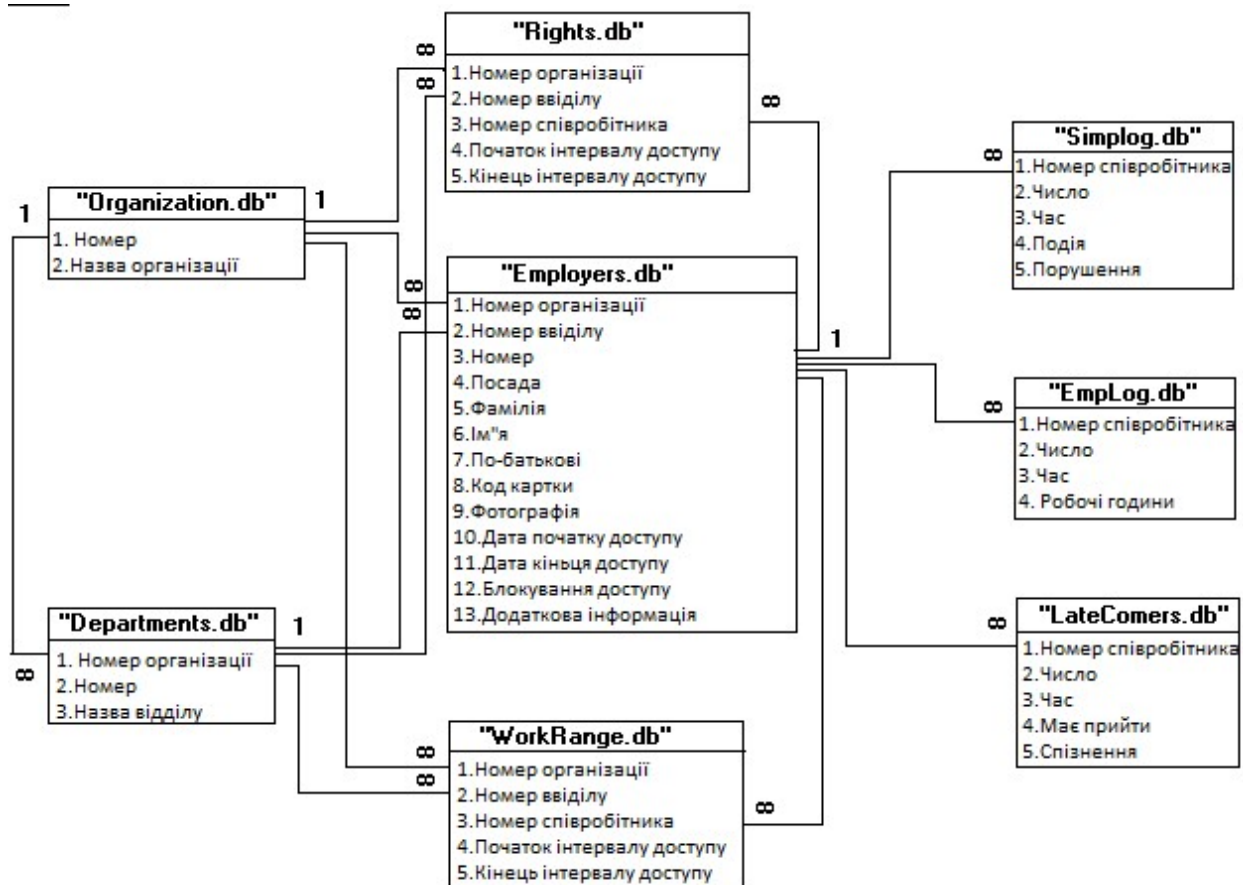 "Rights.db"
1.Номер організації
2.Номер ввіділу
3.Номер співробітника
4.Початок інтервалу доступу
5.Кінець інтервалу доступу
"Organization.db"
1. Номер
2.Назва організації
"Employers.db"
1.Номер організації
2.Номер ввіділу
3.Номер
4.Посада
5.Фамілія
6.Ім"я
7.По-батькові
8.Код картки
9.Фотографія
10.Дата початку доступу
11.Дата кіньця доступу
12.Блокування доступу
13.Додаткова інформація
"Departments.db"
1. Номер організації
2.Номер
3.Назва відділу
"WorkRange.db"
1.Номер організації
2.Номер ввіділу
3.Номер співробітника
4.Початок інтервалу доступу
5.Кінець інтервалу доступу
"Simplog.db"
1.Номер співробітника
2.Число
3.Час
4.Подія
5.Порушення
"EmpLog.db"
1.Номер співробітника
2.Число
3.Час
4. Робочі години
"LateComers.db"
1.Номер співробітника
2.Число
3.Час
4.Має прийти
5.Спізнення
1
1
1
1
∞
∞
∞
∞
∞
∞
∞
∞
∞
∞
∞
∞